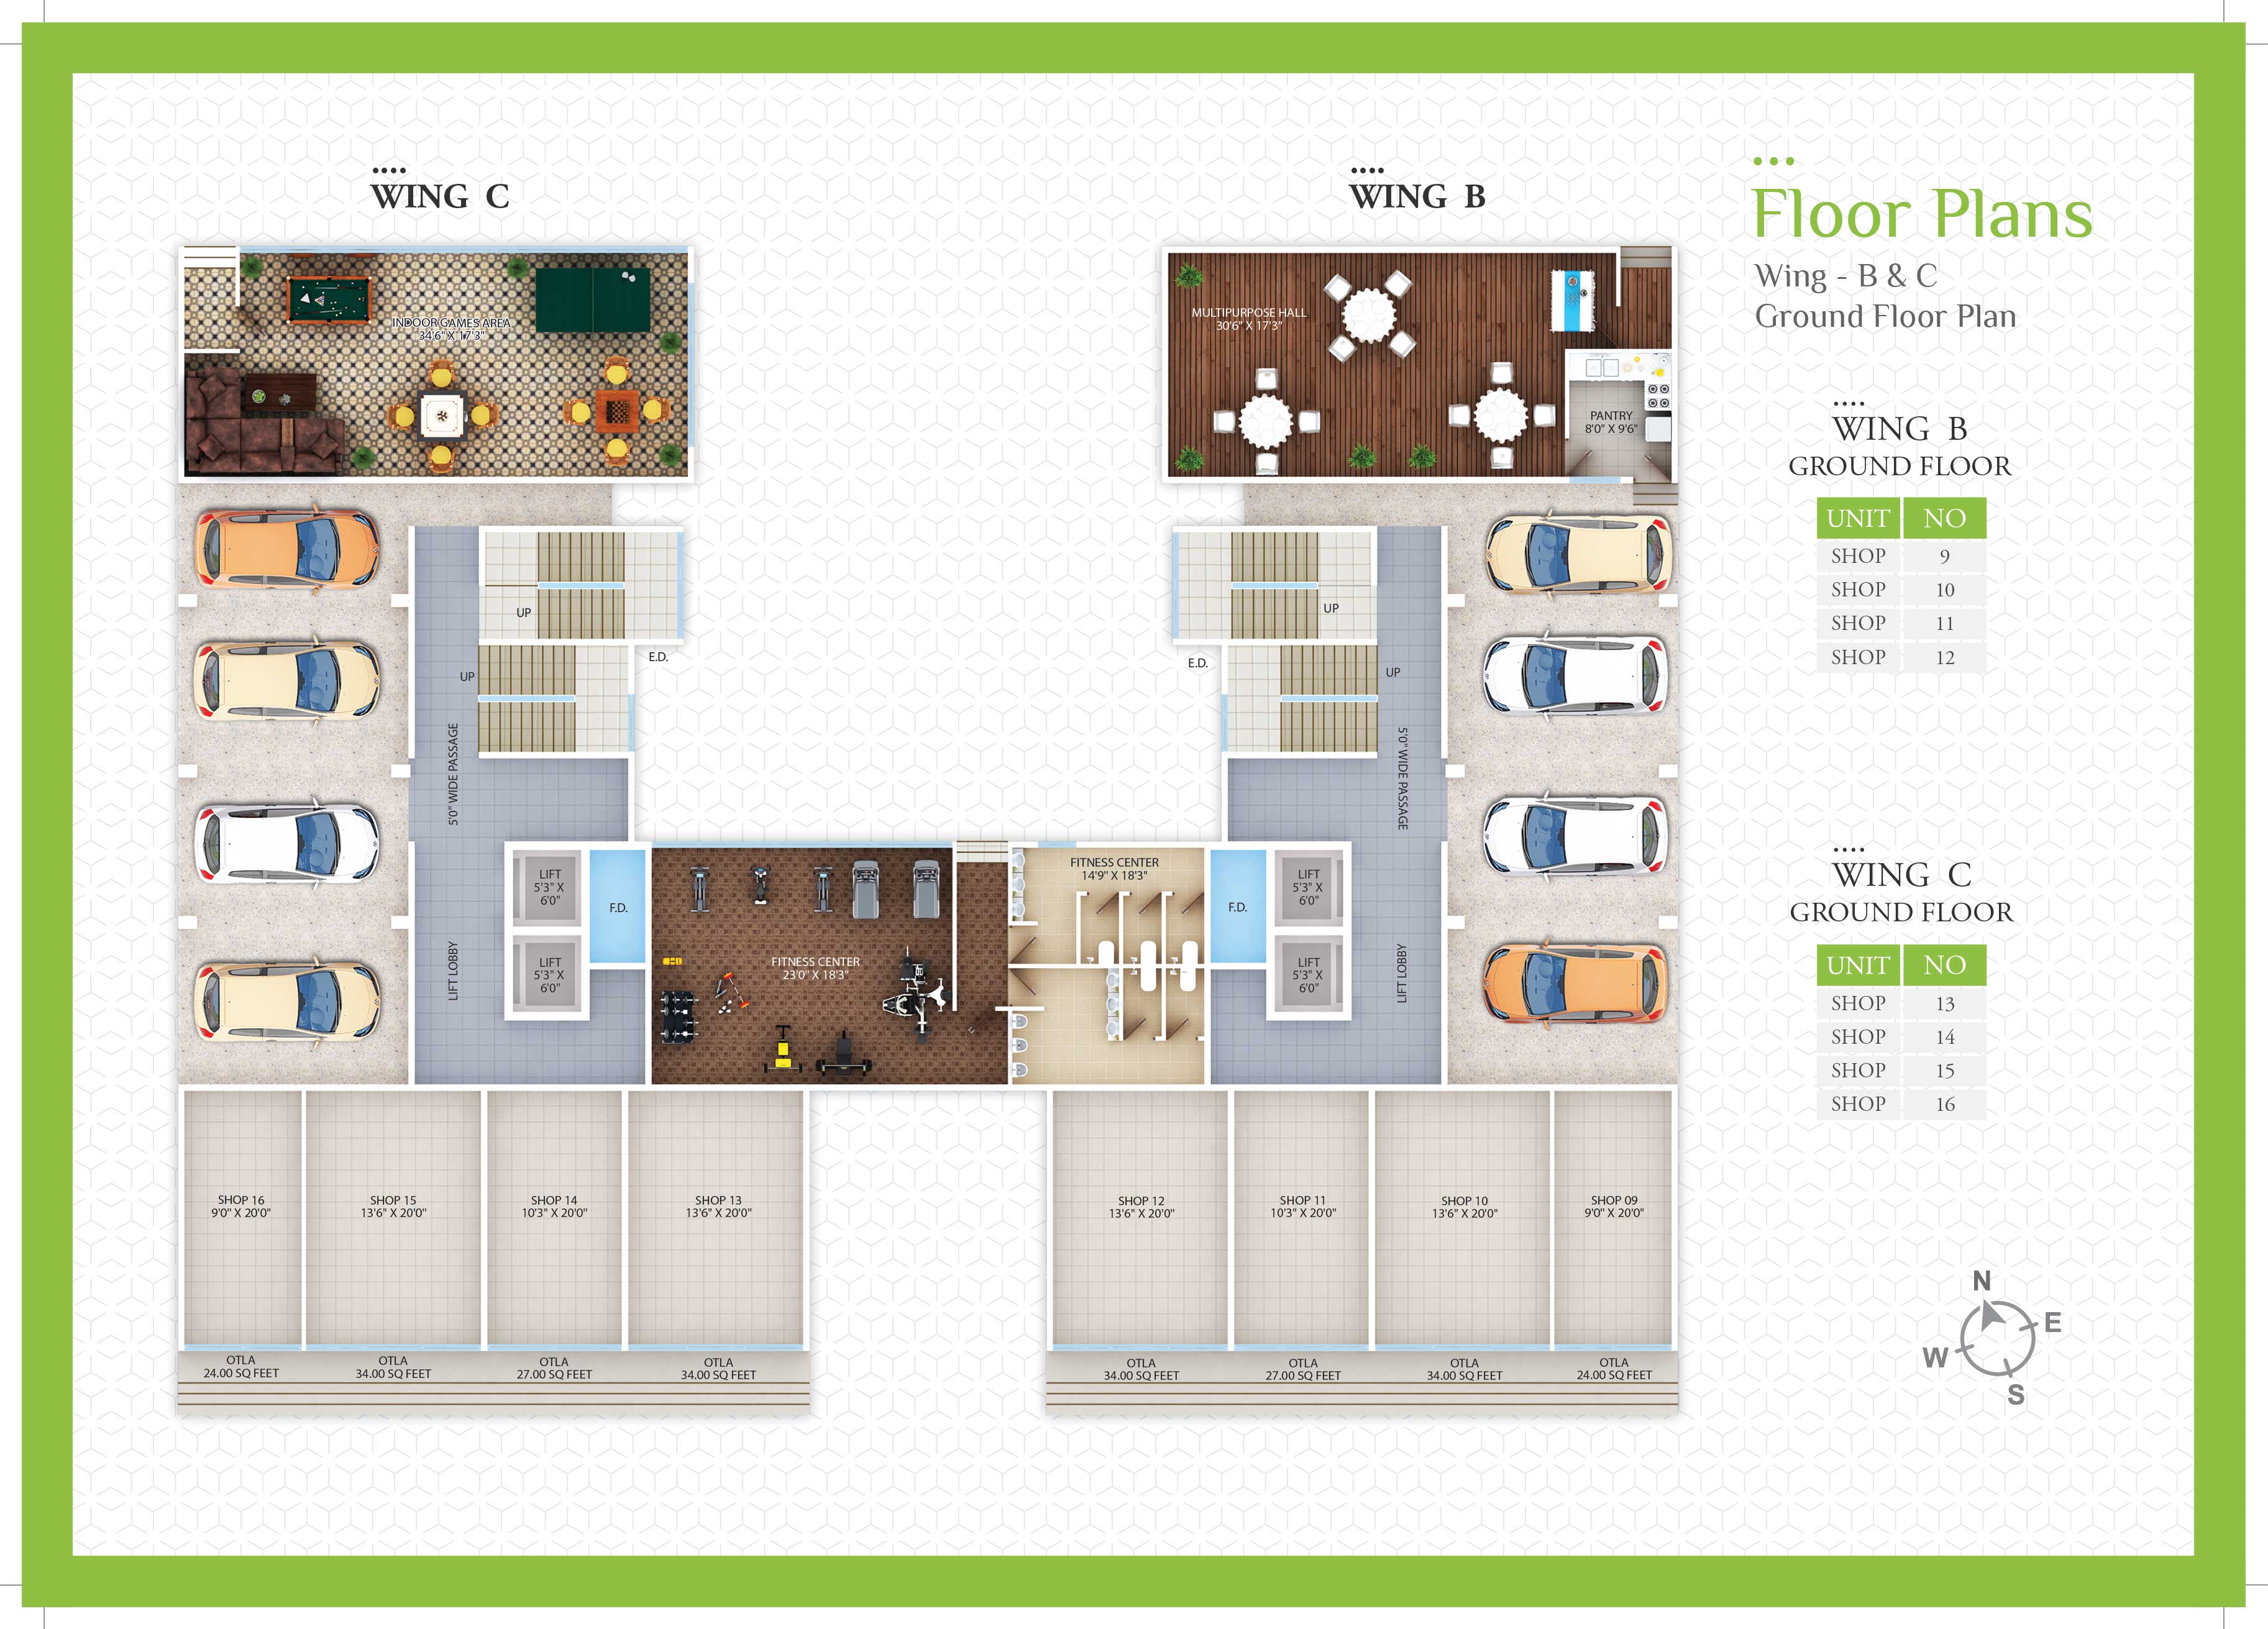 WING C
WING B
Floor Plans
Wing - B & C
Ground Floor Plan
INDOOR GAMES AREA
34'6" X 17'3"
MULTIPURPOSE HALL
30'6" X 17'3"
PANTRY
8'0" X 9'6"
WING B
GROUND FLOOR
UNIT NO
SHOP 9
SHOP 10
SHOP 11
SHOP 12
UP
UP
E.D.
5'0" WIDE PASSAGE
LIFT LOBBY
UP
UP
E.D.
5'0" WIDE PASSAGE
LIFT LOBBY
LIFT
5'3" X
6'0"
LIFT
5'3" X
6'0"
F.D.
FITNESS CENTER
23'0" X 18'3"
FITNESS CENTER
14'9" X 18'3"
F.D.
LIFT
5'3" X
6'0"
LIFT
5'3" X
6'0"
WING C
GROUND FLOOR
UNIT NO
SHOP 13
SHOP 14
SHOP 15
SHOP 16
SHOP 16
9'0" X 20'0"
SHOP 15
13'6" X 20'0"
SHOP 14
10'3" X 20'0"
SHOP 13
13'6" X 20'0"
SHOP 12
13'6" X 20'0"
SHOP 11
10'3" X 20'0"
SHOP 10
13'6" X 20'0"
SHOP 09
9'0" X 20'0"
OTLA
24.00 SQ FEET
OTLA
34.00 SQ FEET
OTLA
27.00 SQ FEET
OTLA
34.00 SQ FEET
OTLA
34.00 SQ FEET
OTLA
27.00 SQ FEET
OTLA
34.00 SQ FEET
OTLA
24.00 SQ FEET
N
E
W
S